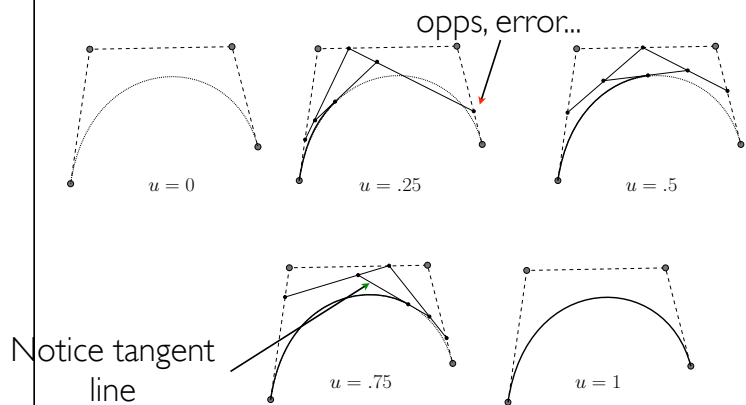 opps, error...
u = 0
u = .25
u = .5
Notice tangent
line
u = .75
u = 1